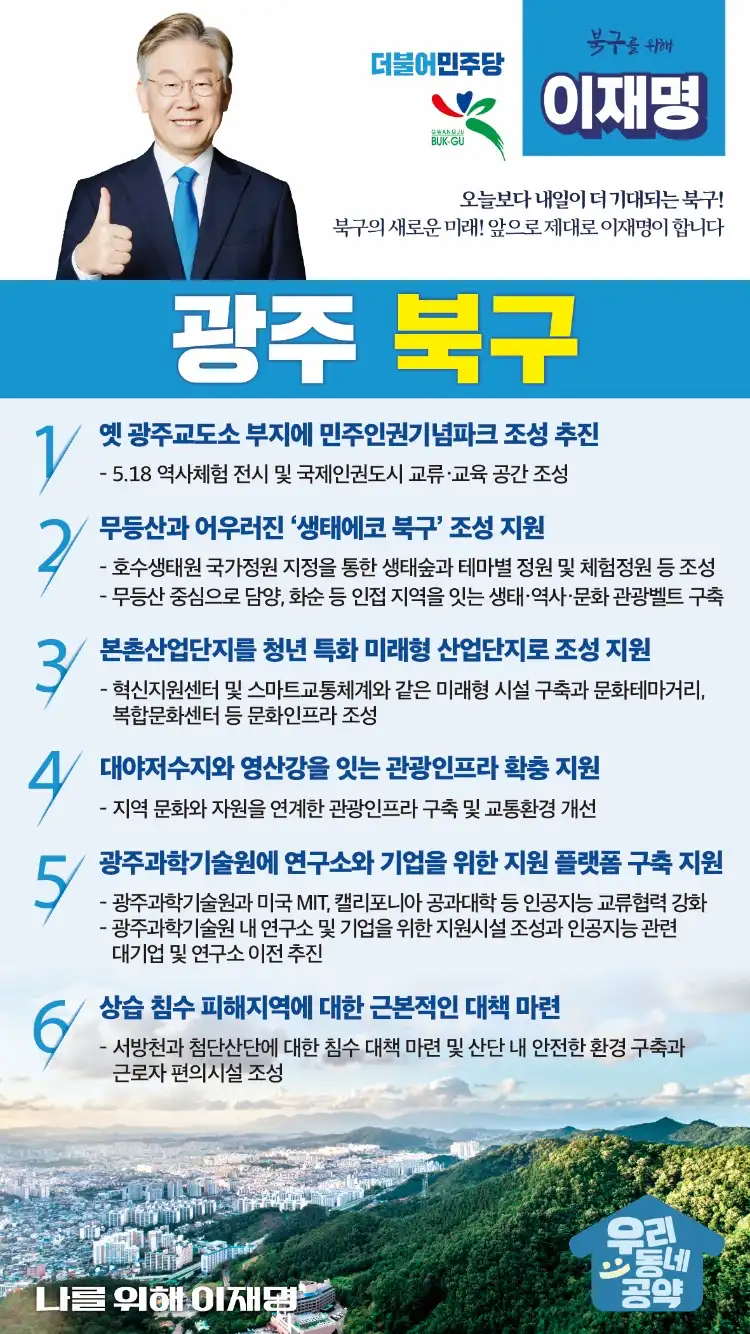 더불어민주당
GWANGJU
BUK-GU
북구를 위해
이재명
오늘보다 내일이 더 기대되는 북구!
북구의 새로운 미래! 앞으로 제대로 이재명이 합니다
광주 북구
1 옛 광주교도소 부지에 민주인권기념파크 조성 추진
- 5.18 역사체험 전시 및 국제인권도시 교류·교육 공간 조성
2 무등산과 어우러진 ‘생태에코 북구’ 조성 지원
- 호수생태원 국가정원 지정을 통한 생태숲과 테마별 정원 및 체험정원 등 조성
- 무등산 중심으로 담양, 화순 등 인접 지역을 잇는 생태·역사·문화 관광벨트 구축
3 본촌산업단지를 청년 특화 미래형 산업단지로 조성 지원
- 혁신지원센터 및 스마트교통체계와 같은 미래형 시설 구축과 문화테마거리,
복합문화센터 등 문화인프라 조성
4 대야저수지와 영산강을 잇는 관광인프라 확충 지원
- 지역 문화와 자원을 연계한 관광인프라 구축 및 교통환경 개선
5 광주과학기술원에 연구소와 기업을 위한 지원 플랫폼 구축 지원
- 광주과학기술원과 미국 MIT, 캘리포니아 공과대학 등 인공지능 교류협력 강화
- 광주과학기술원 내 연구소 및 기업을 위한 지원시설 조성과 인공지능 관련
대기업 및 연구소 이전 추진
6 상습 침수 피해지역에 대한 근본적인 대책 마련
- 서방천과 첨단산단에 대한 침수 대책 마련 및 산단 내 안전한 환경 구축과
근로자 편의시설 조성
나를 위해 이재명
우리
동네
공약